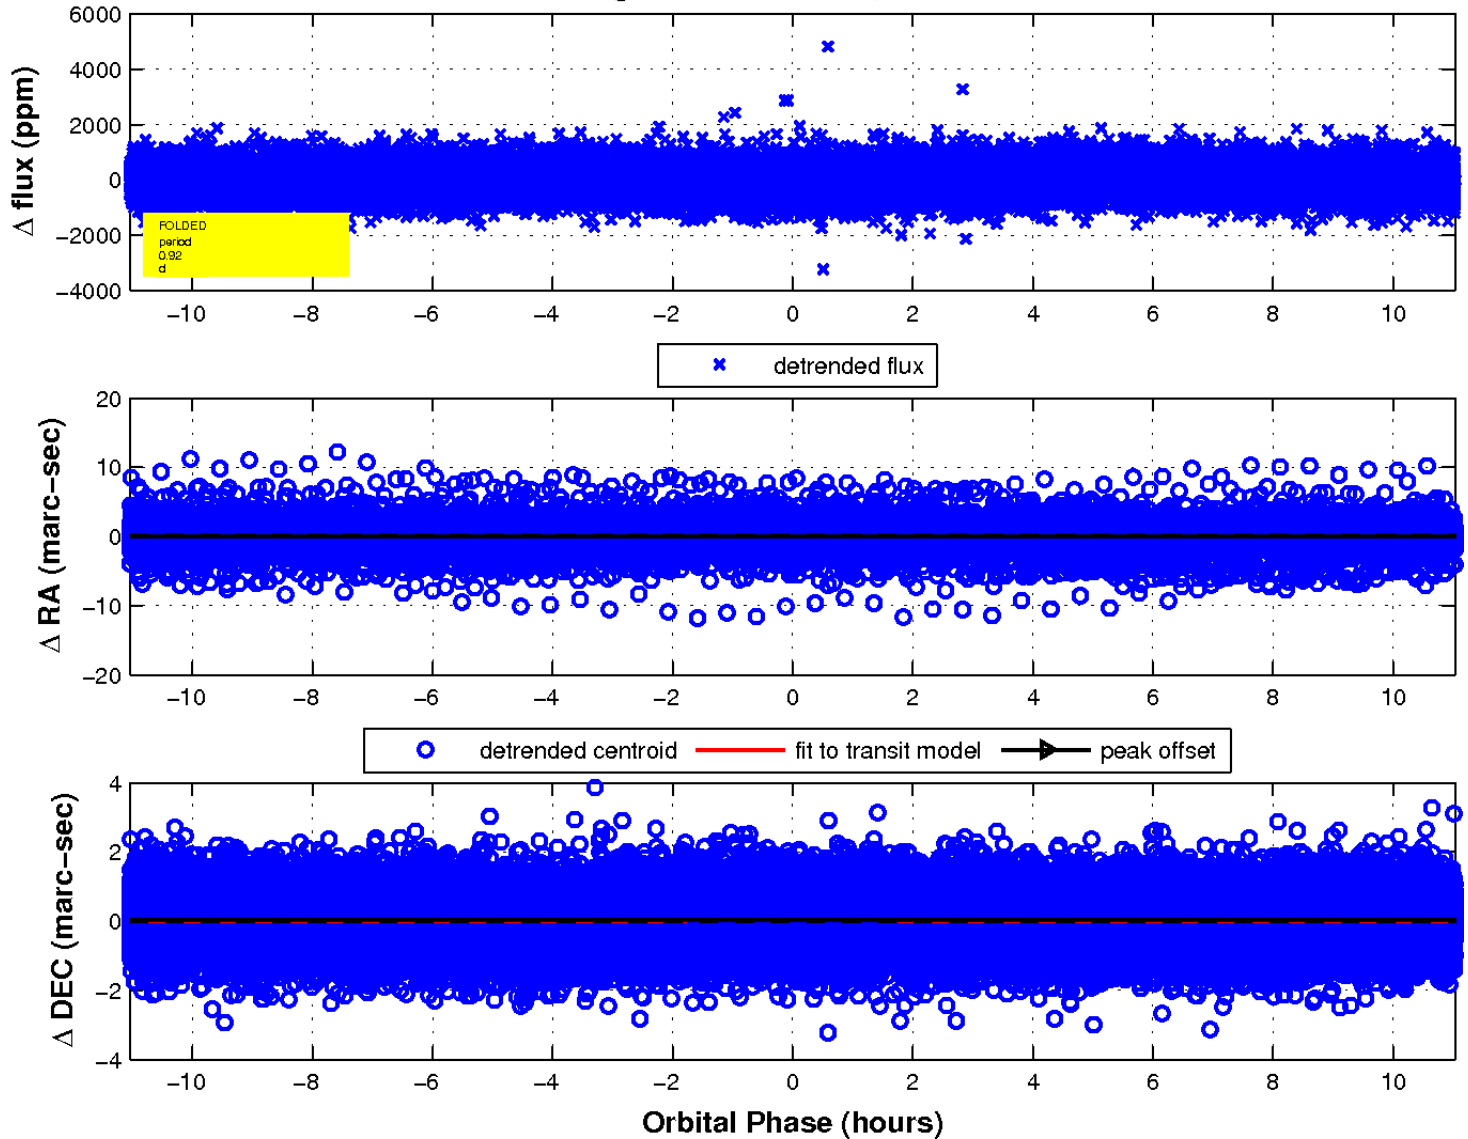 6000
4000
2000
0
−2000
−4000
Δ flux (ppm)
FOLDED
period
0.92
d
−10 −8 −6 −4 −2 0 2 4 6 8 10
detrended flux
20
10
0
−10
−20
Δ RA (marc−sec)
−10 −8 −6 −4 −2 0 2 4 6 8 10
detrended centroid fit to transit model peak offset
4
2
0
−2
−4
Δ DEC (marc−sec)
−10 −8 −6 −4 −2 0 2 4 6 8 10
Orbital Phase (hours)